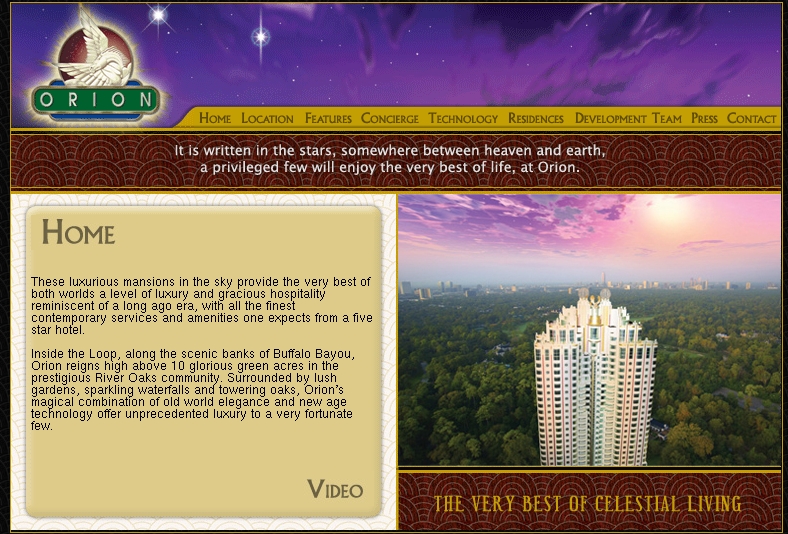 ORION
Home Location Features Concierge Technology Residences Development Team Press Contact
It is written in the stars, somewhere between heaven and earth,
a privileged few will enjoy the very best of life, at Orion.
Home
These luxurious mansions in the sky provide the very best of
both worlds a level of luxury and gracious hospitality
reminiscent of a long ago era, with all the finest
contemporary services and amenities one expects from a five
star hotel.
Inside the Loop, along the scenic banks of Buffalo Bayou,
Orion reigns high above 10 glorious green acres in the
prestigious River Oaks community. Surrounded by lush
gardens, sparkling waterfalls and towering oaks, Orion's
magical combination of old world elegance and new age
technology offer unprecedented luxury to a very fortunate
few.
Video
THE VERY BEST OF CELESTIAL LIVING